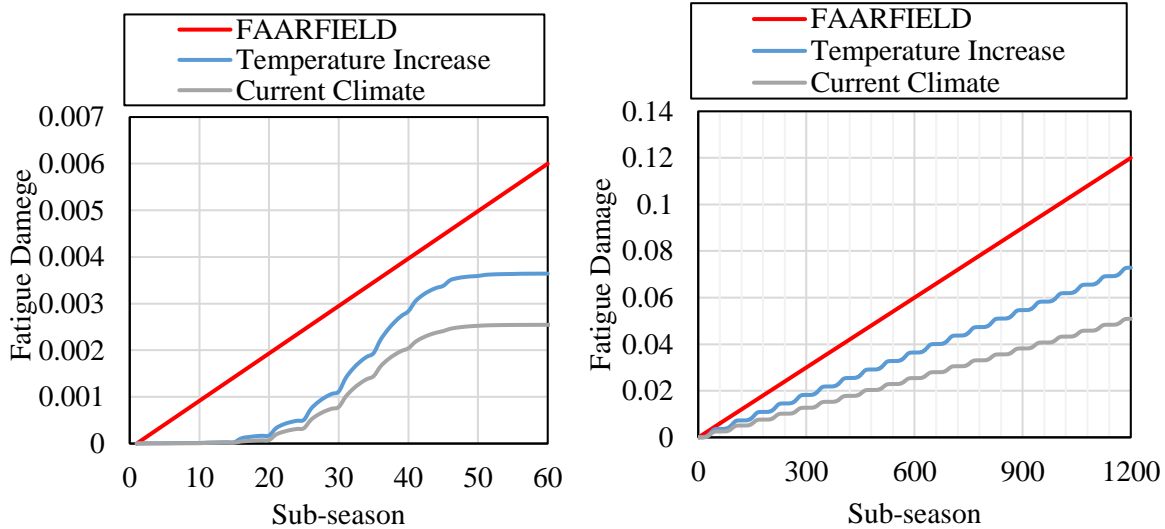 FAARFIELD
Temperature Increase
Current Climate
0.007
0.006
0.005
0.004
0.003
0.002
0.001
0
Fatigue Damege
0 10 20 30 40 50 60
Sub-season
FAARFIELD
Temperature Increase
Current Climate
0.14
0.12
0.1
0.08
0.06
0.04
0.02
0
Fatigue Damage
0 300 600 900 1200
Sub-season